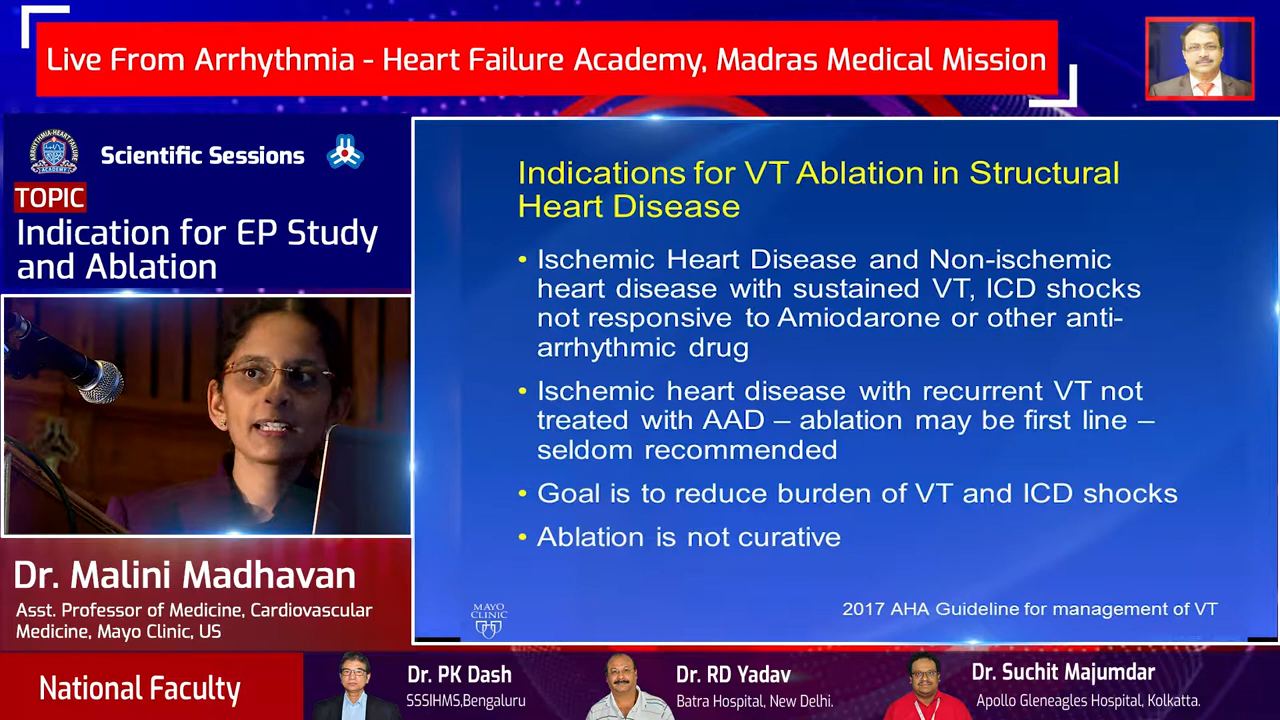 Live From Arrhythmia - Heart Failure Academy, Madras Medical Mission
ARRHYTHMIA-HEART FAILURE
ACADEMY
Scientific Sessions
TOPIC
Indication for EP Study
and Ablation
Indications for VT Ablation in Structural
Heart Disease
• Ischemic Heart Disease and Non-ischemic
heart disease with sustained VT, ICD shocks
not responsive to Amiodarone or other anti-
arrhythmic drug
• Ischemic heart disease with recurrent VT not
treated with AAD – ablation may be first line –
seldom recommended
• Goal is to reduce burden of VT and ICD shocks
• Ablation is not curative
MAYO
CLINIC
2017 AHA Guideline for management of VT
Dr. Malini Madhavan
Asst. Professor of Medicine, Cardiovascular
Medicine, Mayo Clinic, US
National Faculty
Dr. PK Dash
SSSIHMS,Bengaluru
Dr. RD Yadav
Batra Hospital, New Delhi.
Dr. Suchit Majumdar
Apollo Gleneagles Hospital, Kolkatta.